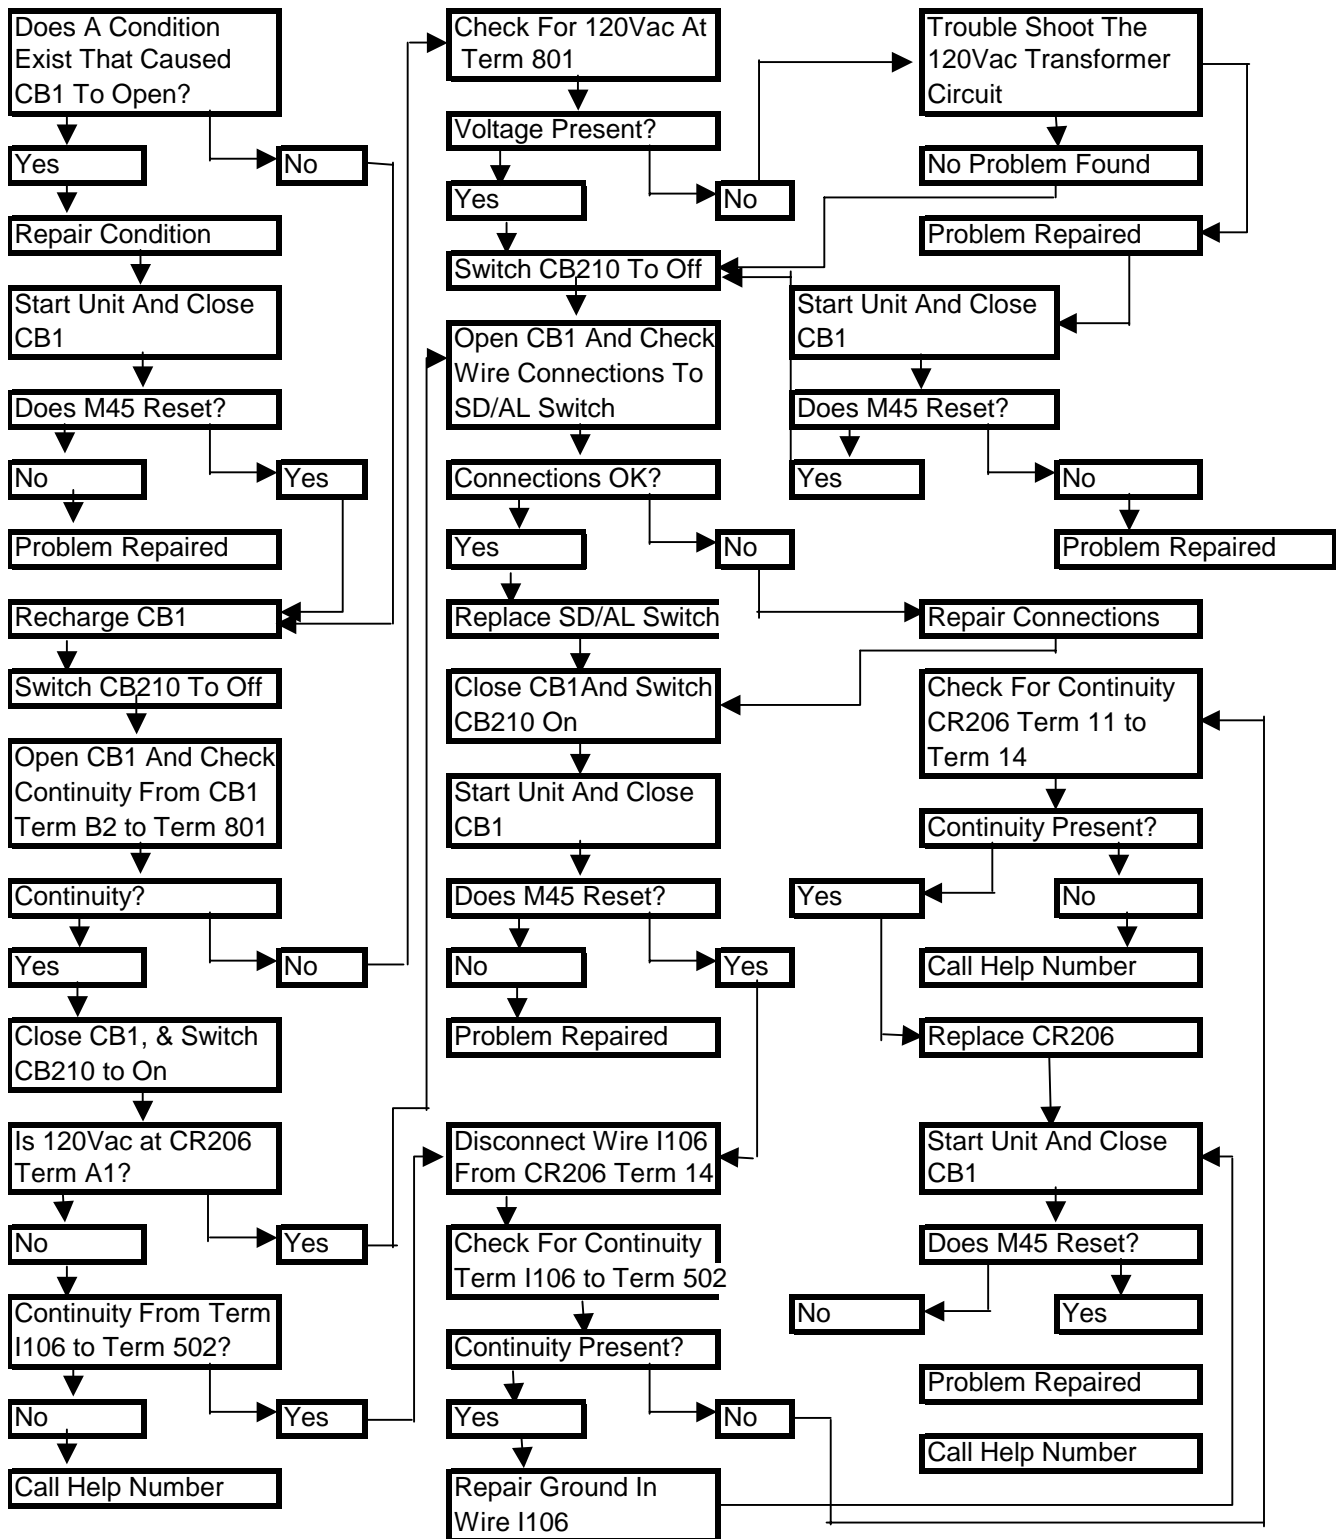 Does A Condition
Exist That Caused
CB1 To Open?
Yes
No
Repair Condition
Start Unit And Close
CB1
Does M45 Reset?
No
Yes
Problem Repaired
Recharge CB1
Switch CB210 To Off
Open CB1 And Check
Continuity From CB1
Term B2 to Term 801
Continuity?
Yes
No
Close CB1, & Switch
CB210 to On
Is 120Vac at CR206
Term A1?
No
Yes
Continuity From Term
I106 to Term 502?
No
Yes
Call Help Number
Check For 120Vac At
Term 801
Voltage Present?
Yes
No
Switch CB210 To Off
Open CB1 And Check
Wire Connections To
SD/AL Switch
Connections OK?
Yes
No
Replace SD/AL Switch
Close CB1And Switch
CB210 On
Start Unit And Close
CB1
Does M45 Reset?
No
Yes
Problem Repaired
Disconnect Wire I106
From CR206 Term 14
Check For Continuity
Term I106 to Term 502
Continuity Present?
Yes
No
Repair Ground In
Wire I106
Trouble Shoot The
120Vac Transformer
Circuit
No Problem Found
Problem Repaired
Start Unit And Close
CB1
Does M45 Reset?
Yes
No
Problem Repaired
Repair Connections
Check For Continuity
CR206 Term 11 to
Term 14
Continuity Present?
Yes
No
Call Help Number
Replace CR206
Start Unit And Close
CB1
Does M45 Reset?
No
Yes
Problem Repaired
Call Help Number